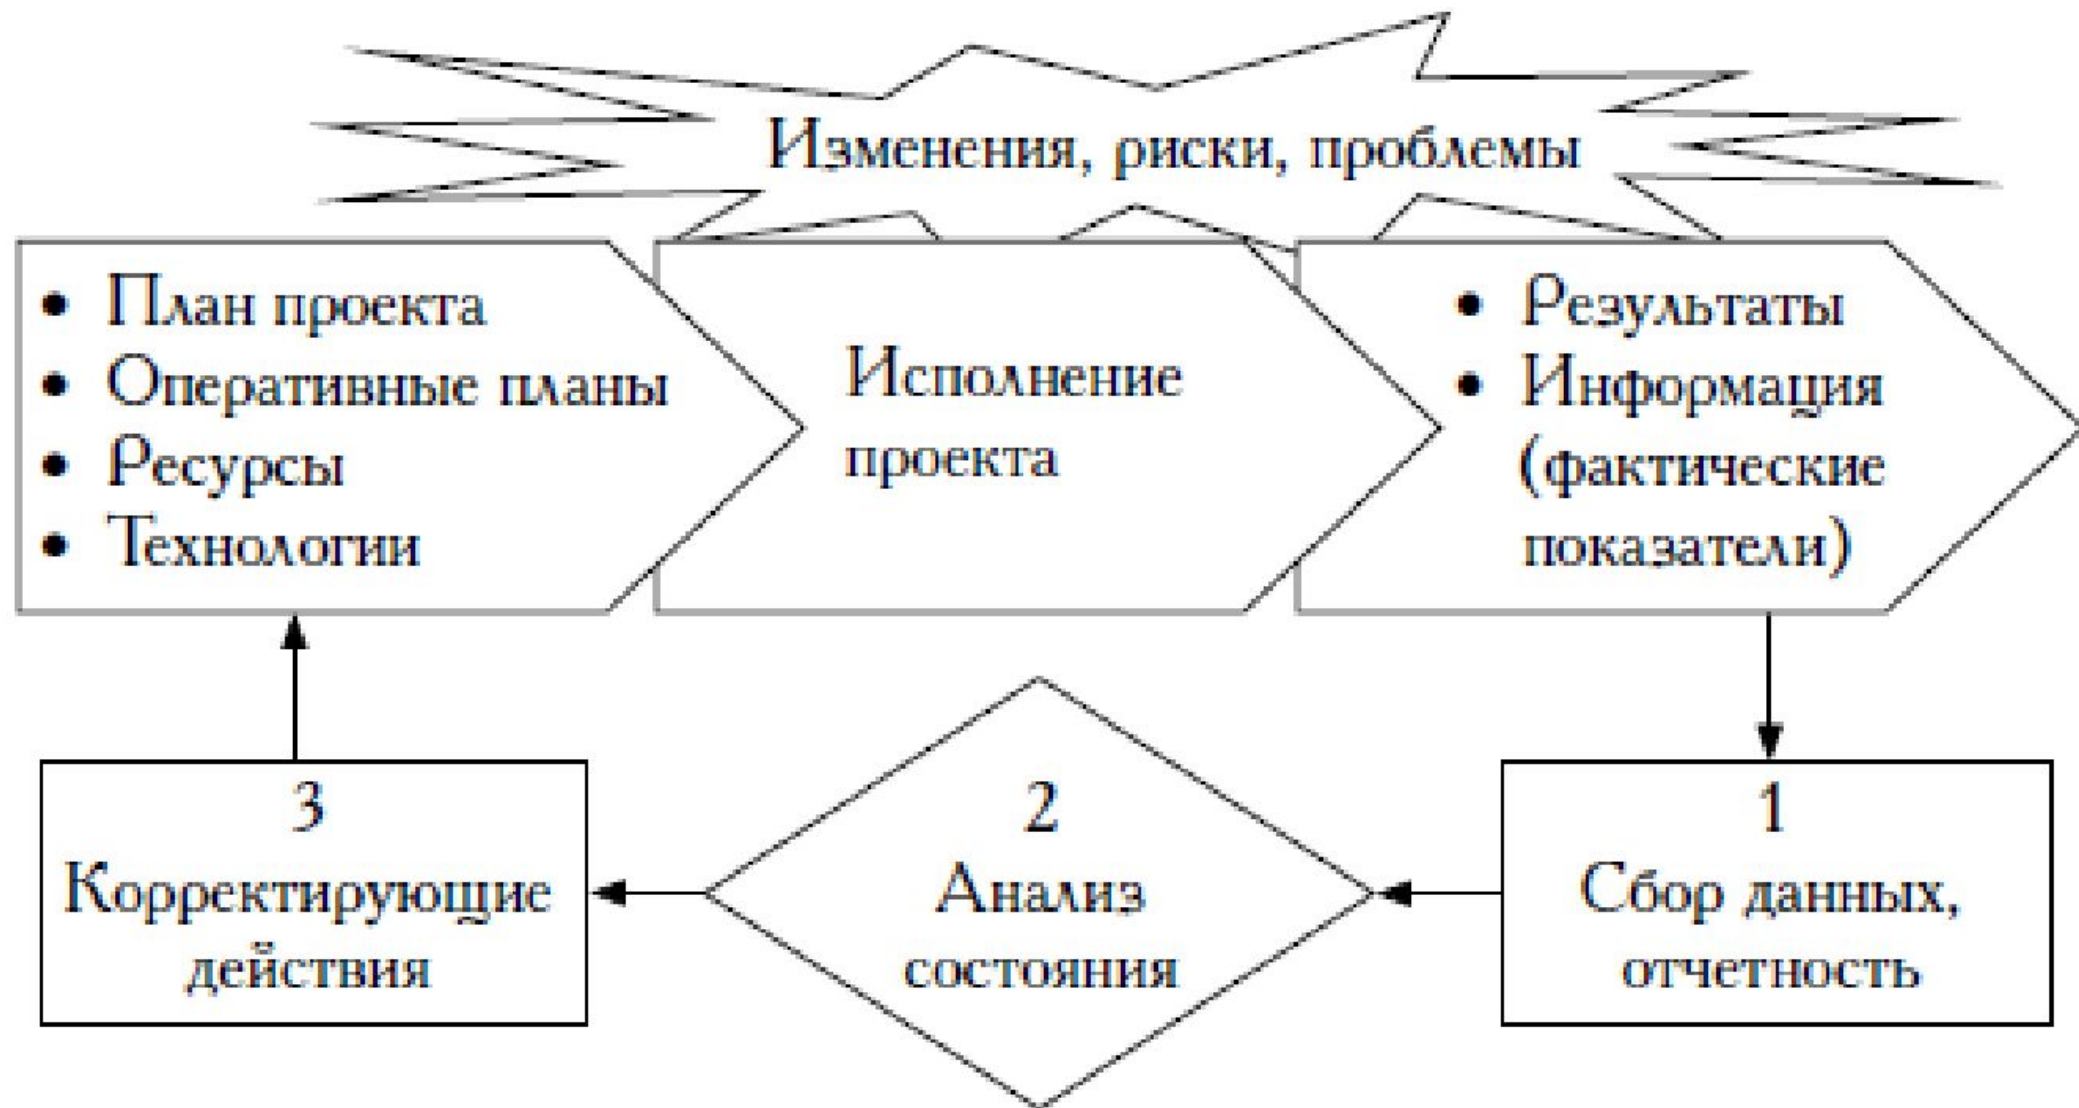 Изменения, риски, проблемы
• План проекта
• Оперативные планы
• Ресурсы
• Технологии
Исполнение
проекта
• Результаты
• Информация
(фактические
показатели)
3
Корректирующие
действия
2
Анализ
состояния
1
Сбор данных,
отчетность